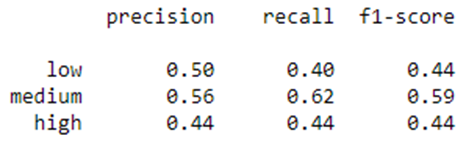 precision recall f1-score
low 0.50 0.40 0.44
medium 0.56 0.62 0.59
high 0.44 0.44 0.44